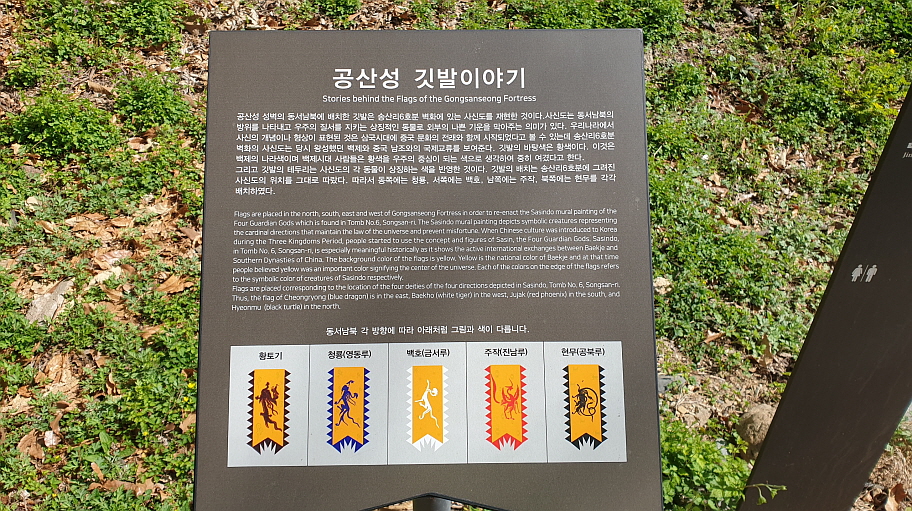 공산성 깃발이야기
Stories behind the Flags of the Gongsanseong Fortress
공산성 성벽의 동서남북에 재현한 깃발은 송산리6호분 벽화에 있는 사신도를 재현한 것이다.사신도는 동서남북의
방위를 나타내고 우주의 질서를 지키는 상징적인 동물로 외부의 나쁜 기운을 막아주는 의미가 있다. 우리나라에서
사신의 개념이나 형상이 표현된 것은 삼국시대에 중국 문화의 전래와 함께 시작되었다고 볼 수 있는데 송산리6호분
벽화의 사신도는 당시 왕성했던 백제와 중국 남조와의 국제교류를 보여준다. 깃발의 바탕색은 황색이다. 이것은
백제의 나라색이며 백제시대 사람들은 황색을 우주의 중심이 되는 색으로 생각하여 중히 여겼다고 한다.
그리고 깃발의 테두리는 사신도의 각 동물이 상징하는 색을 반영한 것이다. 깃발의 배치는 송산리6호분에 그려진
사신도의 위치를 그대로 따랐다. 따라서 동쪽에는 청룡, 서쪽에는 백호, 남쪽에는 주작, 북쪽에는 현무를 각각
배치하였다.
Flags are placed in the north, south, east and west of Gongsanseong Fortress in order to re-enact the Sasindo mural painting of the
Four Guardian Gods which is found in Tomb No.6, Songsan-ri. The Sasindo mural painting depicts symbolic creatures representing
the cardinal directions that maintain the law of the universe and prevent misfortune. When Chinese culture was introduced to Korea
during the Three Kingdoms Period, people started to use the concept and figures of Sasin, the Four Guardian Gods. Sasindo,
in Tomb No. 6, Songsan-ri, is especially meaningful historically as it shows the active international exchanges between Baekje and
Southern Dynasties of China. The background color of the flags is yellow. Yellow is the national color of Baekje and at that time
people believed yellow was an important color signifying the center of the universe. Each of the colors on the edge of the flags refers
to the symbolic color of creatures of Sasindo respectively.
Flags are placed corresponding to the location of the four deities of the four directions depicted in Sasindo, Tomb No, 6, Songsan-ri.
Thus, the flag of Cheongryong (blue dragon) is in the east, Baekho (white tiger) in the west, Jujak (red phoenix) in the south, and
Hyeonmu (black turtle) in the north.
동서남북 각 방향에 따라 아래처럼 그림과 색이 다릅니다.
황토기 청룡(영동루) 백호(금서루) 주작(진남루) 현무(공북루)